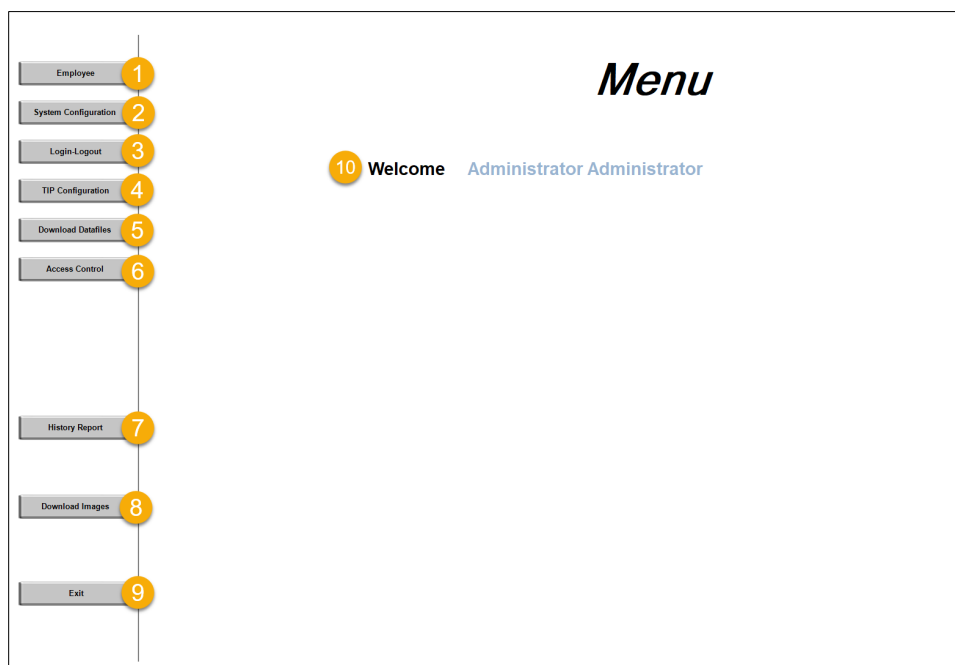 Menu
Employee 1
System Configuration 2
Login-Logout 3
10 Welcome Administrator Administrator
TIP Configuration 4
Download Datafiles 5
Access Control 6
History Report 7
Download Images 8
Exit 9